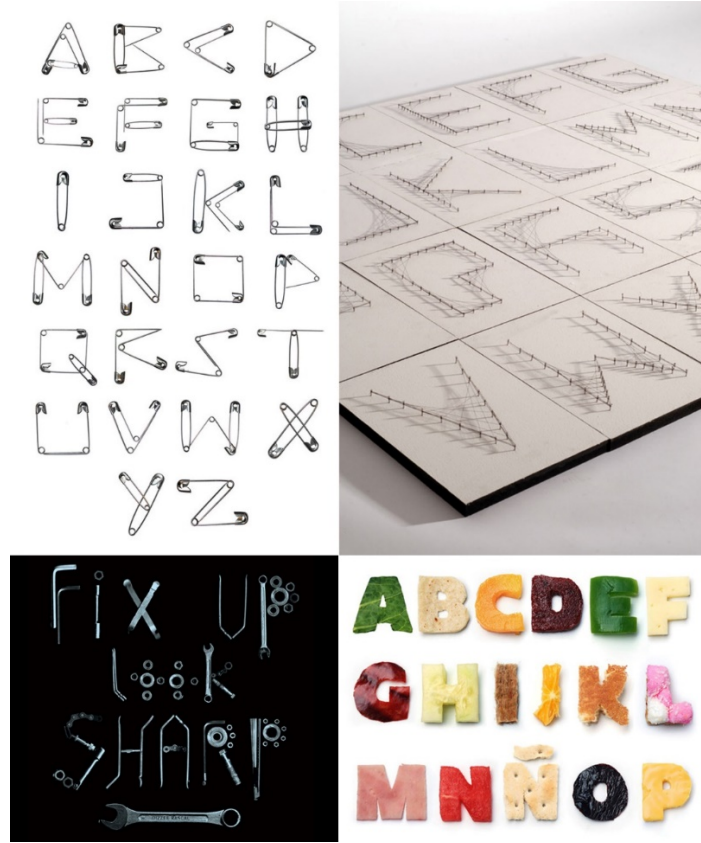 A B C D
E F G H
I J K L
M N O P
Q R S T
U V W X
Y Z
E F G
K L M
V W
FiX UP
look
SHARP
A B C D E F
G H I J K L
M N Ñ O P